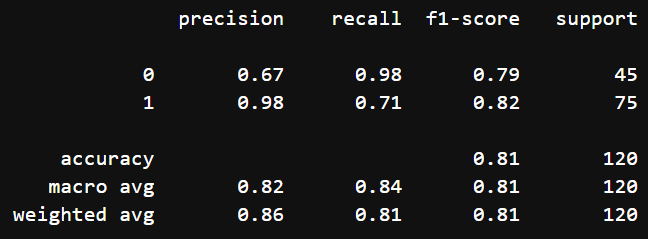 precision recall f1-score support
0 0.67 0.98 0.79 45
1 0.98 0.71 0.82 75
accuracy 0.81 120
macro avg 0.82 0.84 0.81 120
weighted avg 0.86 0.81 0.81 120